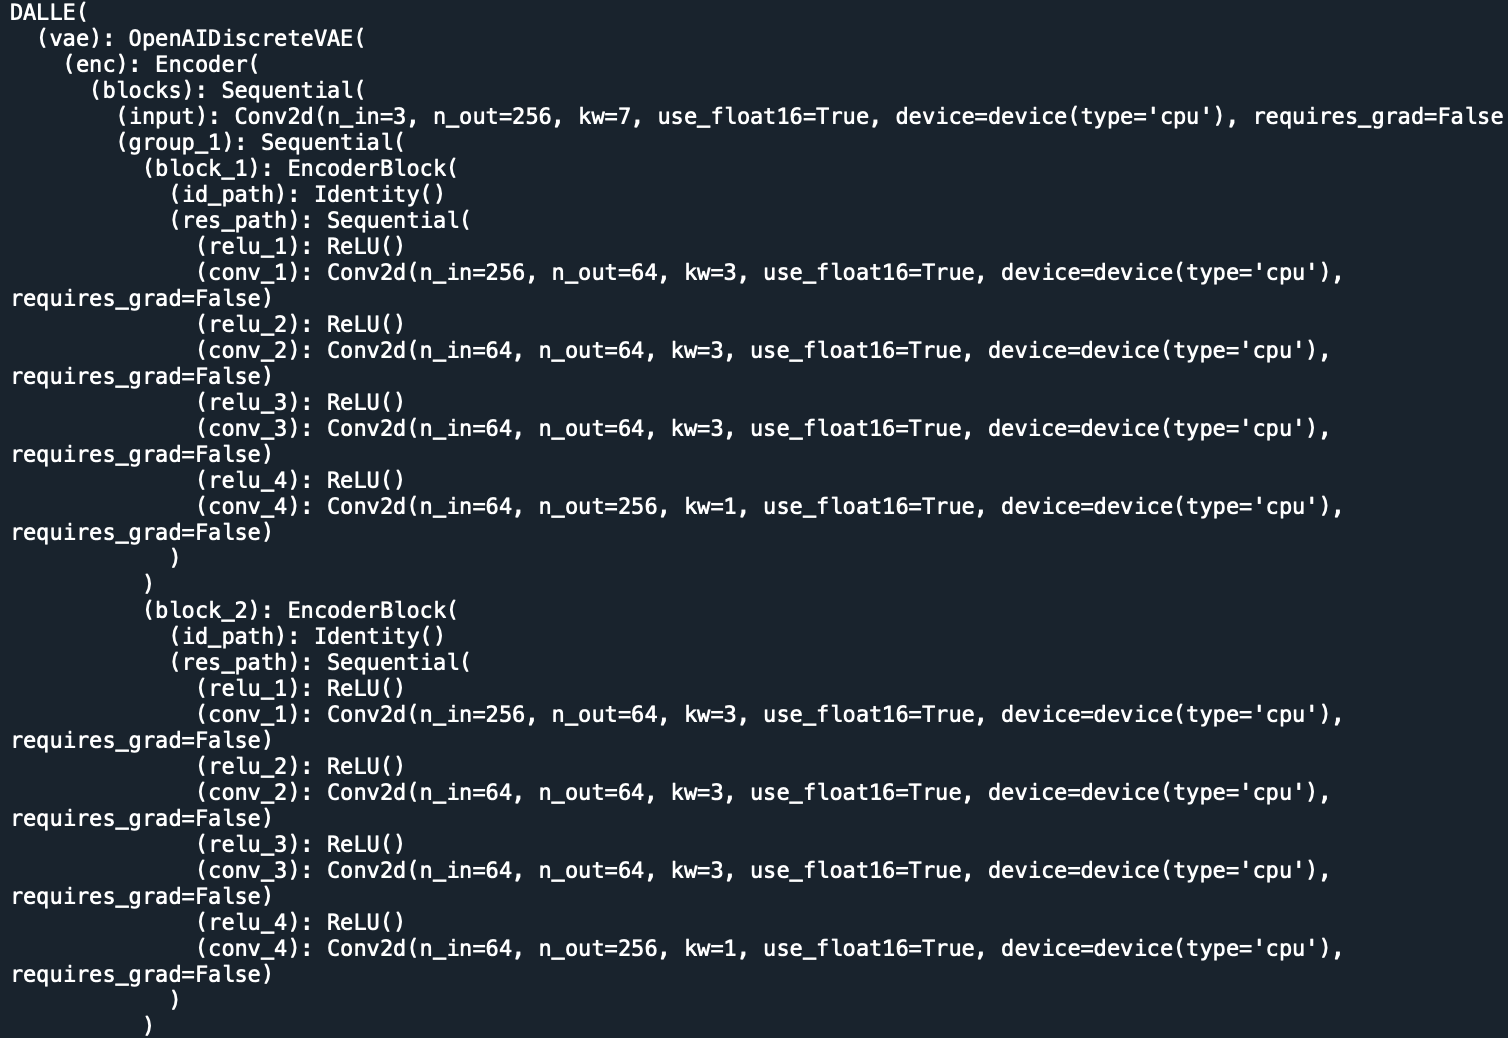 DALLE(
  (vae): OpenAIDiscreteVAE(
    (enc): Encoder(
      (blocks): Sequential(
        (input): Conv2d(n_in=3, n_out=256, kw=7, use_float16=True, device=device(type='cpu'), requires_grad=False
        (group_1): Sequential(
          (block_1): EncoderBlock(
            (id_path): Identity()
            (res_path): Sequential(
              (relu_1): ReLU()
              (conv_1): Conv2d(n_in=256, n_out=64, kw=3, use_float16=True, device=device(type='cpu'),
requires_grad=False)
              (relu_2): ReLU()
              (conv_2): Conv2d(n_in=64, n_out=64, kw=3, use_float16=True, device=device(type='cpu'),
requires_grad=False)
              (relu_3): ReLU()
              (conv_3): Conv2d(n_in=64, n_out=64, kw=3, use_float16=True, device=device(type='cpu'),
requires_grad=False)
              (relu_4): ReLU()
              (conv_4): Conv2d(n_in=64, n_out=256, kw=1, use_float16=True, device=device(type='cpu'),
requires_grad=False)
            )
          )
          (block_2): EncoderBlock(
            (id_path): Identity()
            (res_path): Sequential(
              (relu_1): ReLU()
              (conv_1): Conv2d(n_in=256, n_out=64, kw=3, use_float16=True, device=device(type='cpu'),
requires_grad=False)
              (relu_2): ReLU()
              (conv_2): Conv2d(n_in=64, n_out=64, kw=3, use_float16=True, device=device(type='cpu'),
requires_grad=False)
              (relu_3): ReLU()
              (conv_3): Conv2d(n_in=64, n_out=64, kw=3, use_float16=True, device=device(type='cpu'),
requires_grad=False)
              (relu_4): ReLU()
              (conv_4): Conv2d(n_in=64, n_out=256, kw=1, use_float16=True, device=device(type='cpu'),
requires_grad=False)
            )
          )